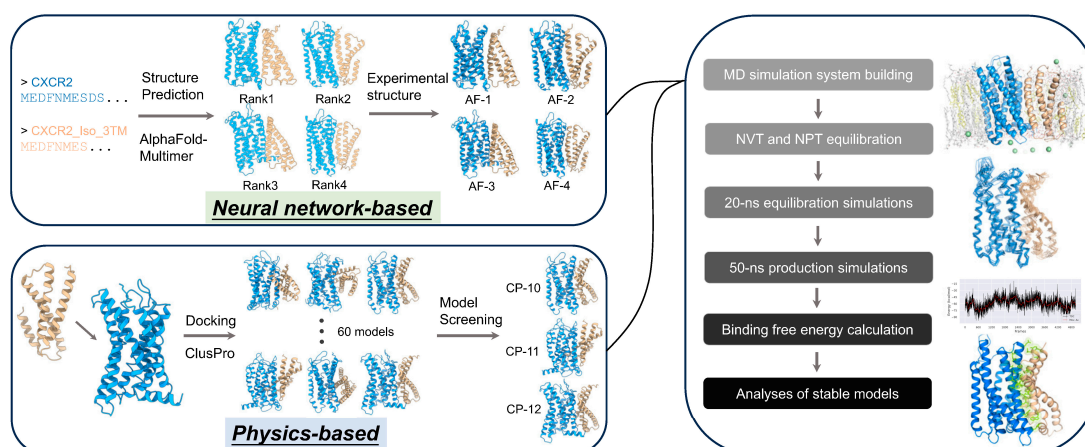 > CXCR2
MEDFNMESDS...
> CXCR2_Iso_3TM
MEDFNMES...
Structure
Prediction
AlphaFold-
Multimer
Rank1
Rank2
Rank3
Rank4
Experimental
structure
AF-1
AF-2
AF-3
AF-4
Neural network-based
Docking
ClusPro
60 models
Model
Screening
CP-10
CP-11
CP-12
Physics-based
MD simulation system building
NVT and NPT equilibration
20-ns equilibration simulations
50-ns production simulations
Binding free energy calculation
Analyses of stable models